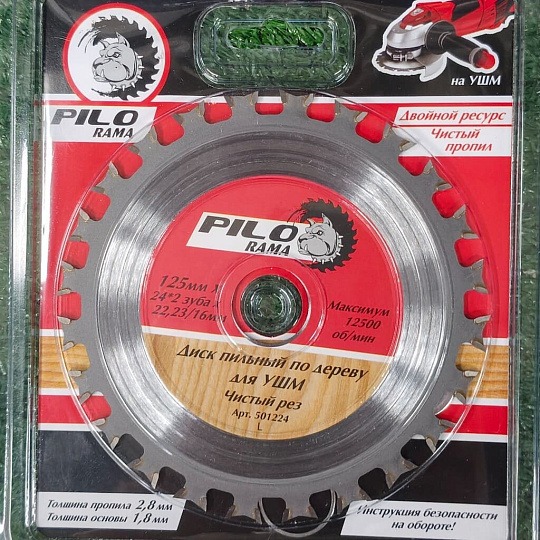 PILO
RAMA
на УШМ
Двойной ресурс
Чистый
пропил
PILO
RAMA
125мм х
24*2 зуба х
22,23/16мм
Максимум
12500
об/мин
Диск пильный по дереву
для УШМ
Чистый рез
Арт. 501224
L
Толщина пропила 2,8 мм
Толщина основы 1,8 мм
Инструкция безопасности
на обороте!